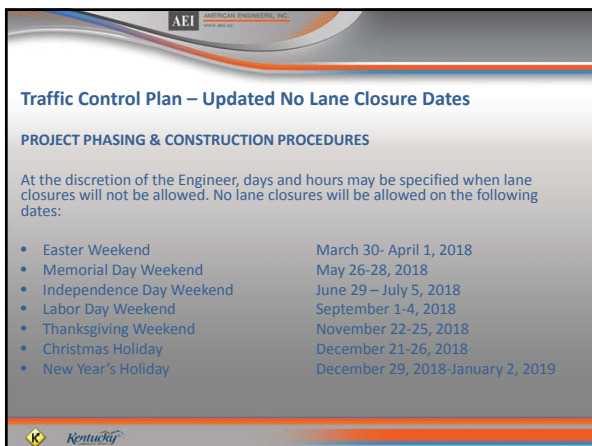 AEI AMERICAN ENGINEERS, INC.
www.aei.cc
Traffic Control Plan – Updated No Lane Closure Dates
PROJECT PHASING & CONSTRUCTION PROCEDURES
At the discretion of the Engineer, days and hours may be specified when lane
closures will not be allowed. No lane closures will be allowed on the following
dates:
• Easter Weekend March 30- April 1, 2018
• Memorial Day Weekend May 26-28, 2018
• Independence Day Weekend June 29 – July 5, 2018
• Labor Day Weekend September 1-4, 2018
• Thanksgiving Weekend November 22-25, 2018
• Christmas Holiday December 21-26, 2018
• New Year's Holiday December 29, 2018-January 2, 2019
K Kentucky